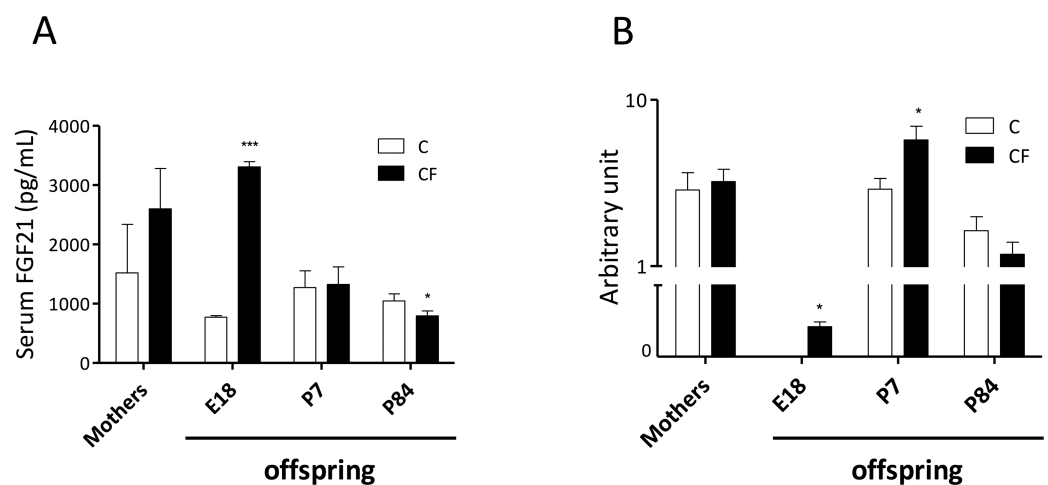 A
Serum FGF21 (pg/mL)
4000
3000
2000
1000
0
***
*
C
CF
Mothers
E18
P7
P84
offspring
B
Arbitrary unit
10
1
0
*
*
C
CF
Mothers
E18
P7
P84
offspring